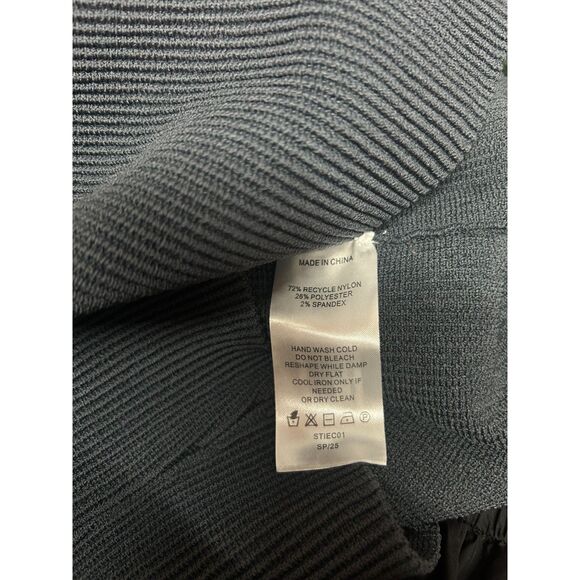 MADE IN CHINA
72% RECYCLE NYLON
26% POLYESTER
2% SPANDEX
HAND WASH COLD
DO NOT BLEACH
RESHAPE WHILE DAMP
DRY FLAT
COOL IRON ONLY IF
NEEDED
OR DRY CLEAN
P
STIEC01
SP/25